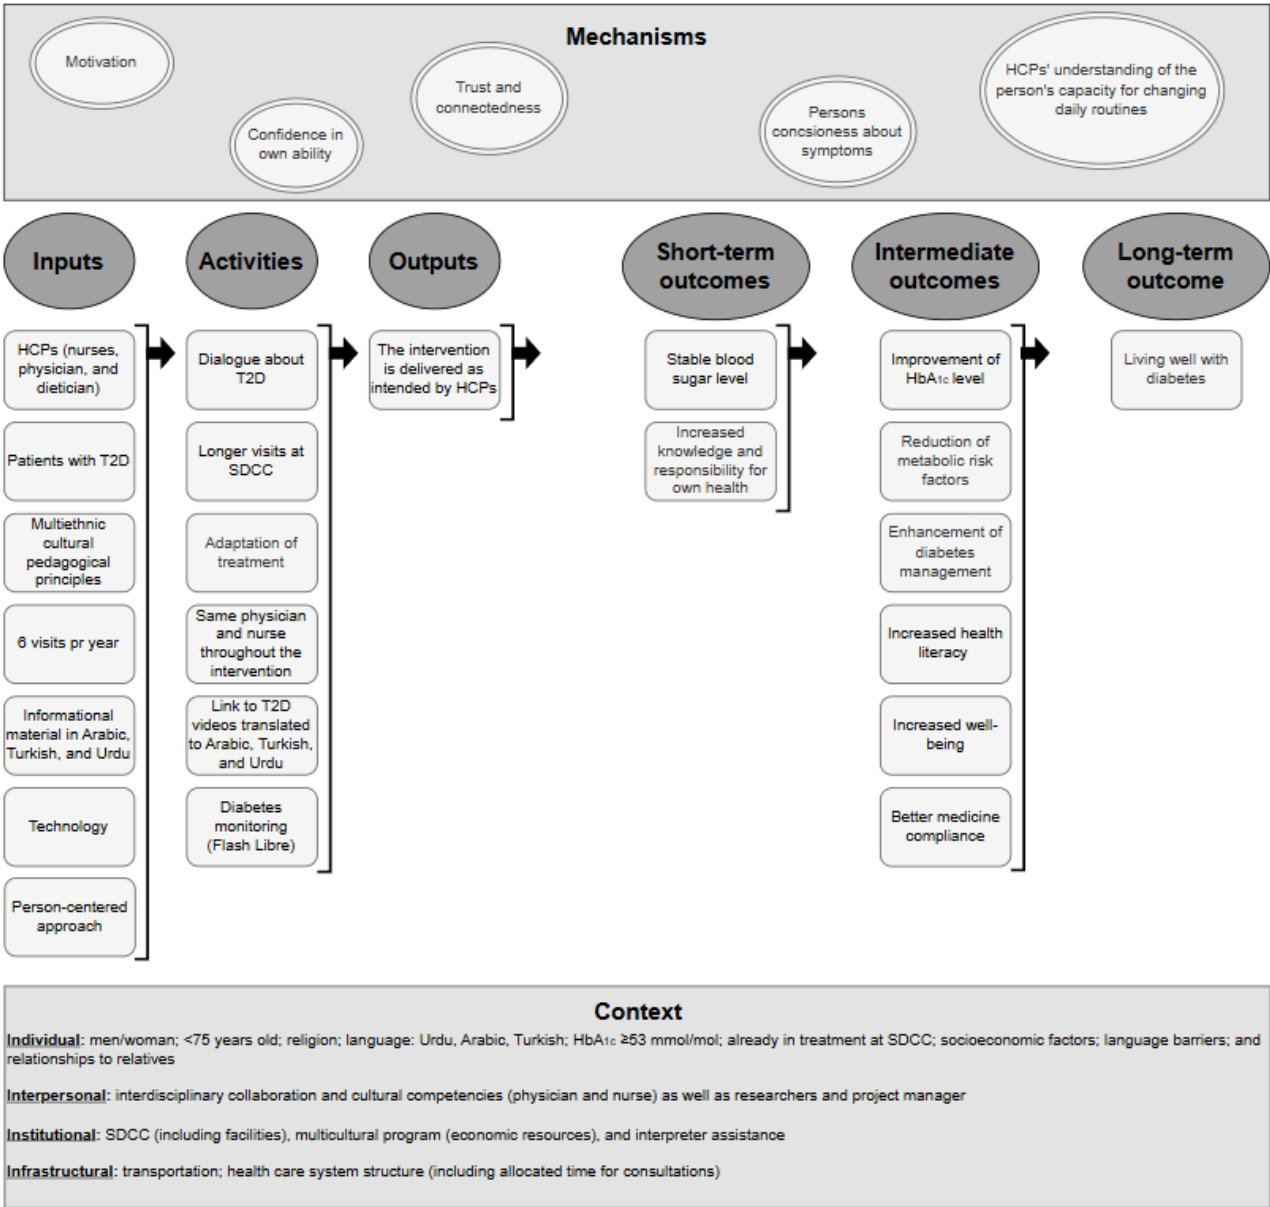 Mechanisms
Motivation
Confidence in
own ability
Trust and
connectedness
Persons
concsioness about
symptoms
HCPs' understanding of the
person's capacity for changing
daily routines
Inputs
HCPs (nurses,
physician, and
dietician)
Patients with T2D
Multiethnic
cultural
pedagogical
principles
6 visits pr year
Informational
material in Arabic,
Turkish, and Urdu
Technology
Person-centered
approach
Activities
Dialogue about
T2D
Longer visits at
SDCC
Adaptation of
treatment
Same physician
and nurse
throughout the
intervention
Link to T2D
videos translated
to Arabic, Turkish,
and Urdu
Diabetes
monitoring
(Flash Libre)
Outputs
The intervention
is delivered as
intended by HCPs
Short-term
outcomes
Stable blood
sugar level
Increased
knowledge and
responsibility for
own health
Intermediate
outcomes
Improvement of
HbA1c level
Reduction of
metabolic risk
factors
Enhancement of
diabetes
management
Increased health
literacy
Increased well-
being
Better medicine
compliance
Long-term
outcome
Living well with
diabetes
Context
Individual: men/woman; <75 years old; religion; language: Urdu, Arabic, Turkish; HbA1c ≥53 mmol/mol; already in treatment at SDCC; socioeconomic factors; language barriers; and
relationships to relatives
Interpersonal: interdisciplinary collaboration and cultural competencies (physician and nurse) as well as researchers and project manager
Institutional: SDCC (including facilities), multicultural program (economic resources), and interpreter assistance
Infrastructural: transportation; health care system structure (including allocated time for consultations)